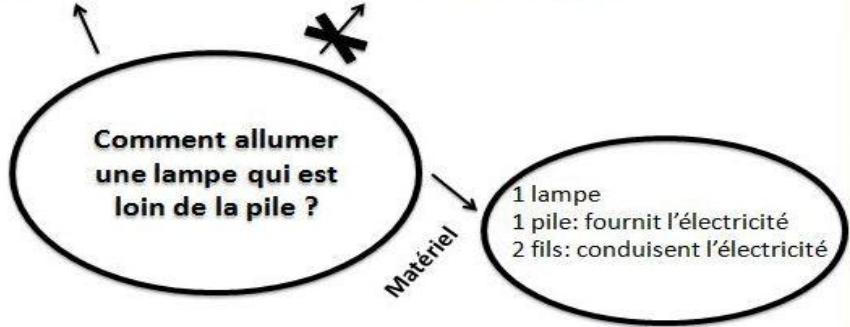 Comment allumer
une lampe qui est
loin de la pile ?
Matériel
1 lampe
1 pile: fournit l'électricité
2 fils: conduisent l'électricité